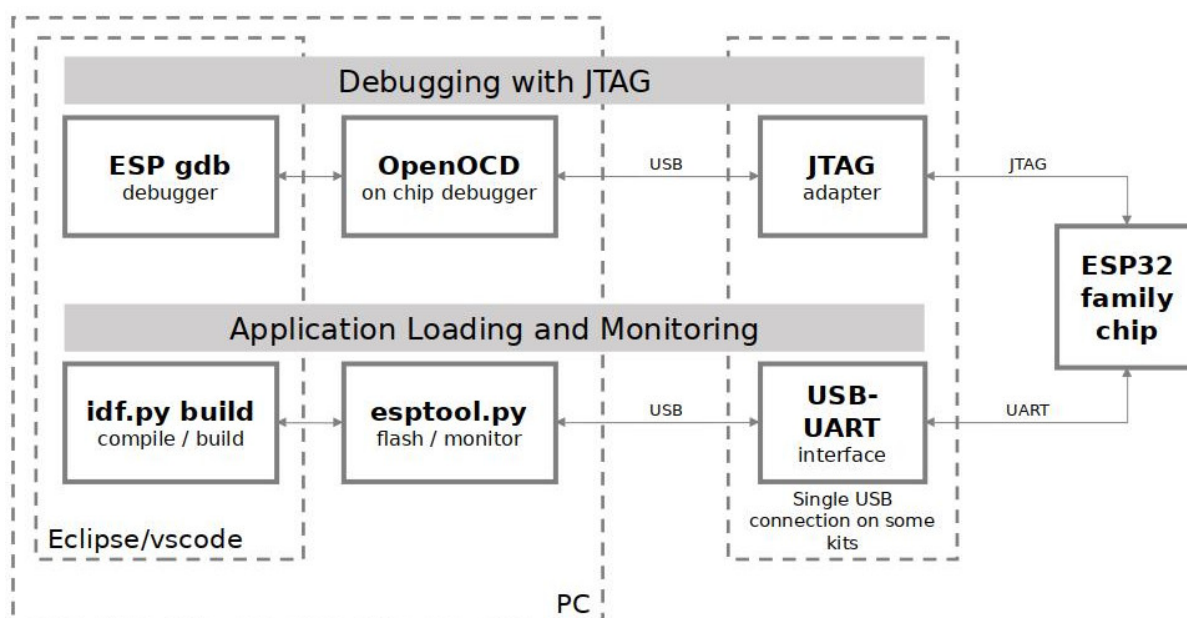 Debugging with JTAG
ESP gdb
debugger
OpenOCD
on chip debugger
USB
JTAG
adapter
JTAG
ESP32
family
chip
Application Loading and Monitoring
idf.py build
compile / build
esptool.py
flash / monitor
USB
USB-
UART
interface
UART
Single USB
connection on some
kits
Eclipse/vscode
PC